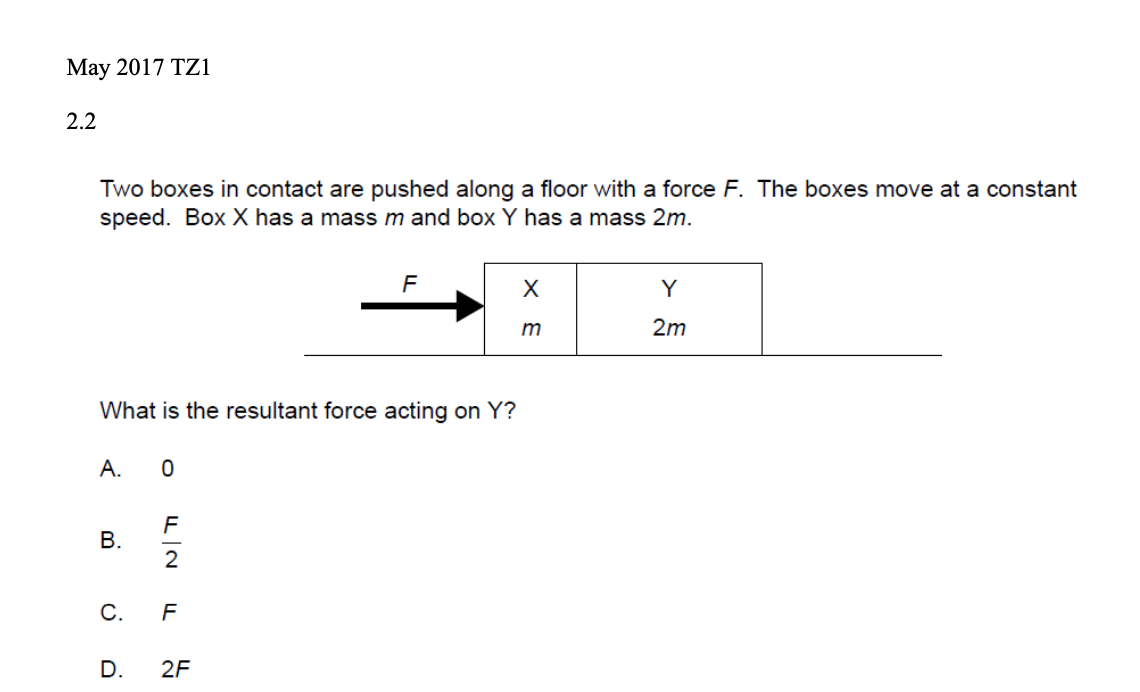 May 2017 TZ1
2.2
Two boxes in contact are pushed along a floor with a force F. The boxes move at a constant
speed. Box X has a mass m and box Y has a mass 2m.
F
X
Y
m
2m
What is the resultant force acting on Y?
A. 0
B. F
2
C. F
D. 2F